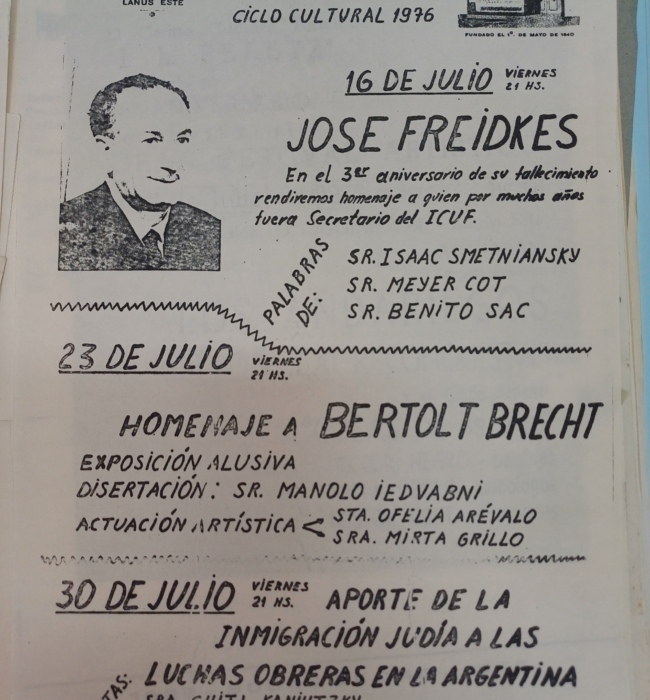 LANUS ESTE
CICLO CULTURAL 1976
FUNDADO EL 1º. DE MAYO DE 1940
16 DE JULIO VIERNES 21 HS.
JOSE FREIDKES
En el 3er aniversario de su fallecimiento
rendiremos homenaje a quien por muchos años
fuera Secretario del ICUF.
PALABRAS DE:
SR. ISAAC SMETNIANSKY
SR. MEYER COT
SR. BENITO SAC
23 DE JULIO VIERNES 21 HS.
HOMENAJE A BERTOLT BRECHT
EXPOSICIÓN ALUSIVA
DISERTACIÓN: SR. MANOLO IEDVABNI
ACTUACIÓN ARTÍSTICA < STA. OFELIA ARÉVALO
SRA. MIRTA GRILLO
30 DE JULIO VIERNES 21 HS. APORTE DE LA
INMIGRACIÓN JUDÍA A LAS
LUCHAS OBRERAS EN LA ARGENTINA